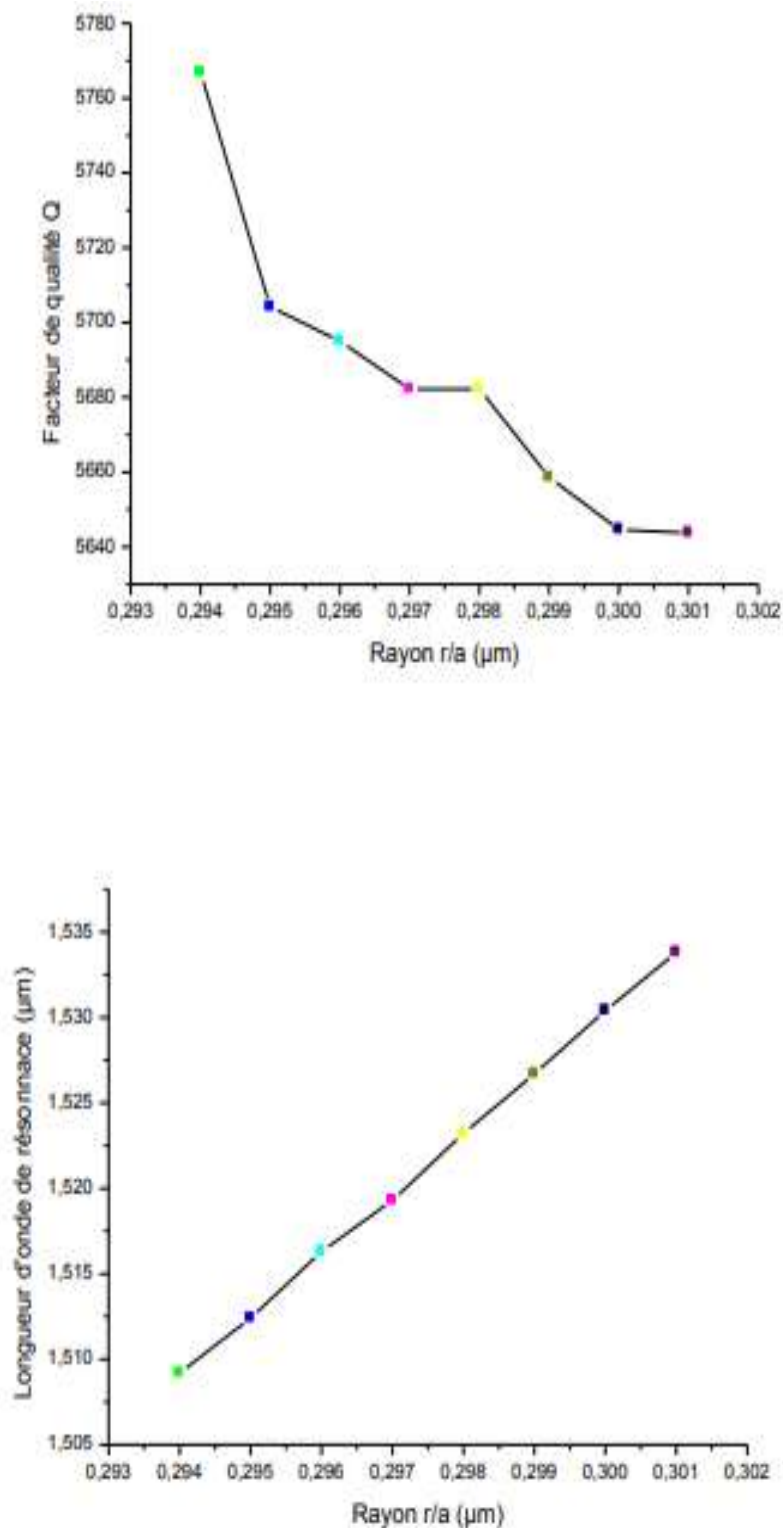 5780
5760
5740
5720
5700
5680
5660
5640
Facteur de qualité Q
0,293 0,294 0,295 0,296 0,297 0,298 0,299 0,300 0,301 0,302
Rayon r/a (µm)
1,535
1,530
1,525
1,520
1,515
1,510
1,505
Longueur d'onde de résonnace (µm)
0,293 0,294 0,295 0,296 0,297 0,298 0,299 0,300 0,301 0,302
Rayon r/a (µm)